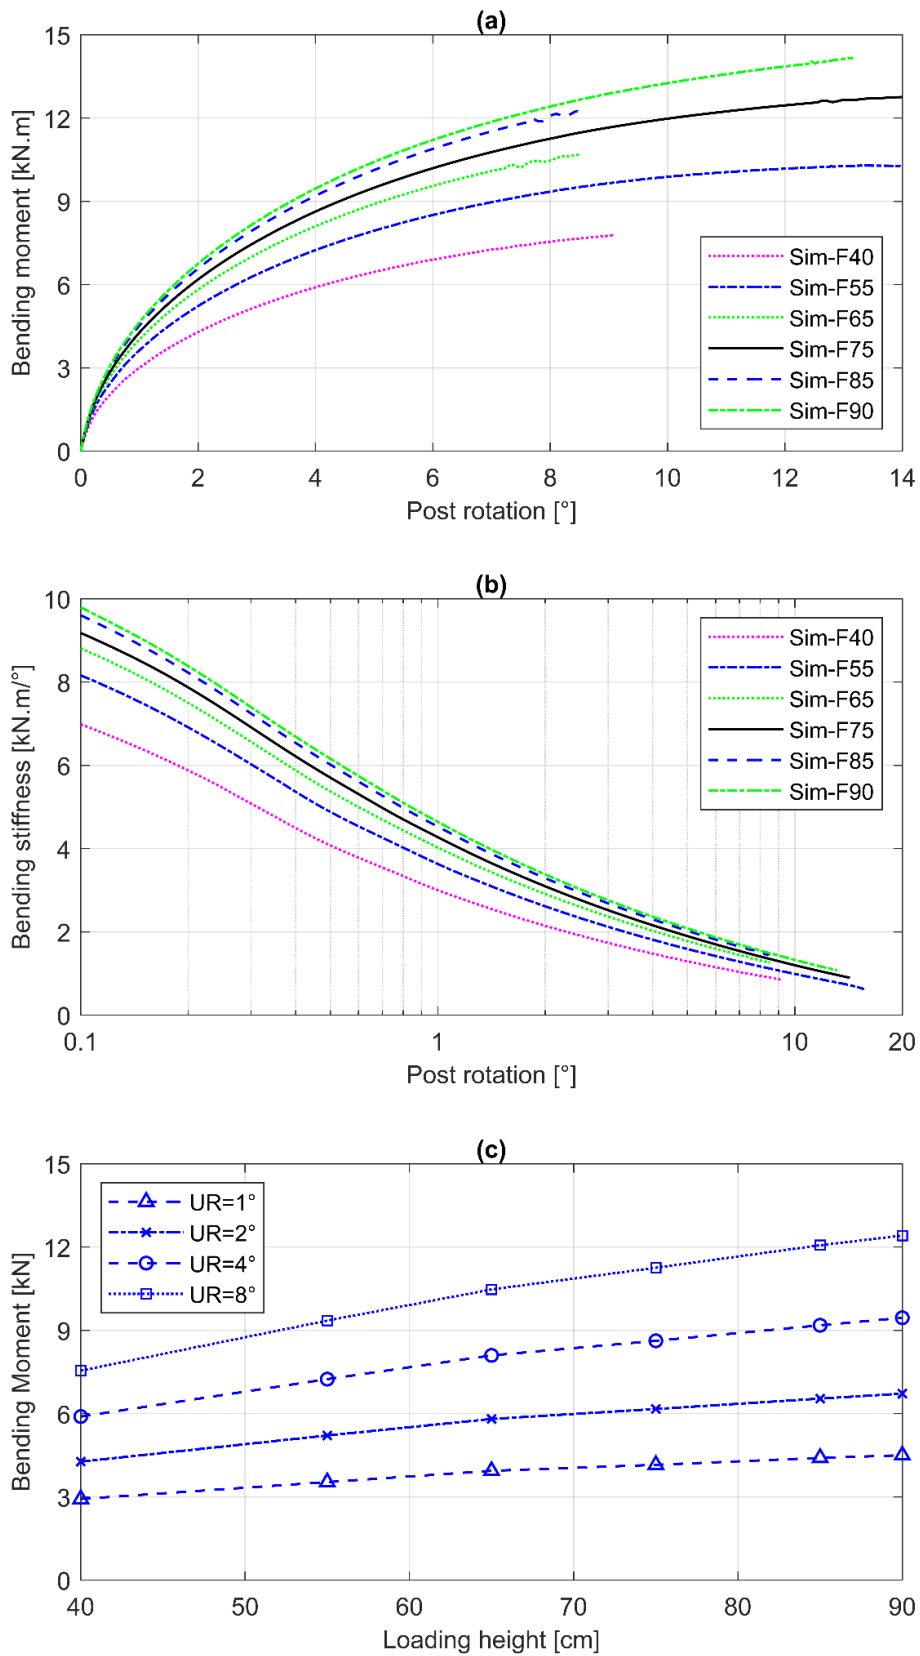 (a)
15
12
9
6
3
0
Bending moment [kN.m]
Sim-F40
Sim-F55
Sim-F65
Sim-F75
Sim-F85
Sim-F90
0 2 4 6 8 10 12 14
Post rotation [°]
(b)
10
8
6
4
2
0
Bending stiffness [kN.m/°]
Sim-F40
Sim-F55
Sim-F65
Sim-F75
Sim-F85
Sim-F90
0.1 1 10 20
Post rotation [°]
(c)
15
12
9
6
3
0
Bending Moment [kN]
UR=1°
UR=2°
UR=4°
UR=8°
40 50 60 70 80 90
Loading height [cm]